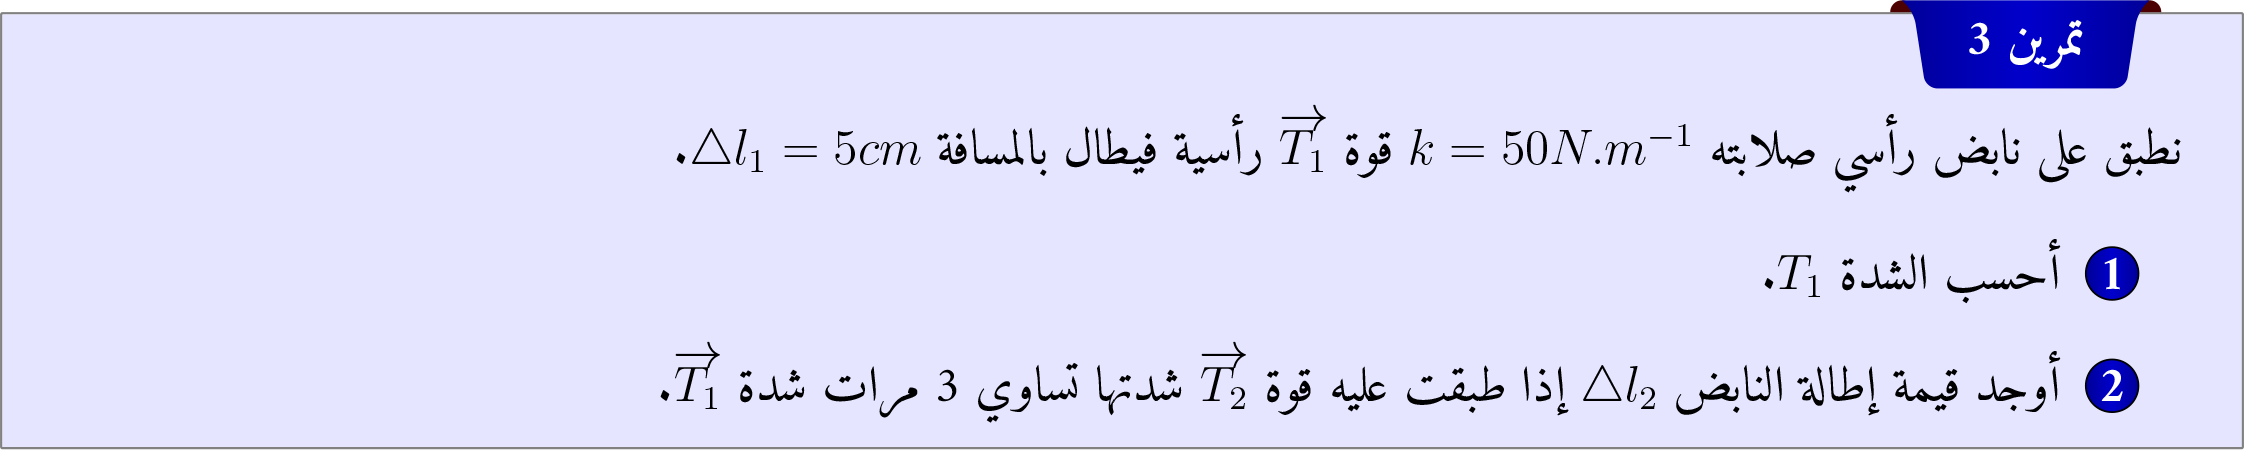 تمرين 3
نطبق على نابض رأسي صلابته $k = 50N.m^{-1}$ قوة $\overrightarrow{T_1}$ رأسية فيطال بالمسافة $\triangle l_1 = 5cm$.
1 أحسب الشدة $T_1$.
2 أوجد قيمة إطالة النابض $\triangle l_2$ إذا طبقت عليه قوة $\overrightarrow{T_2}$ شدتها تساوي 3 مرات شدة $\overrightarrow{T_1}$.